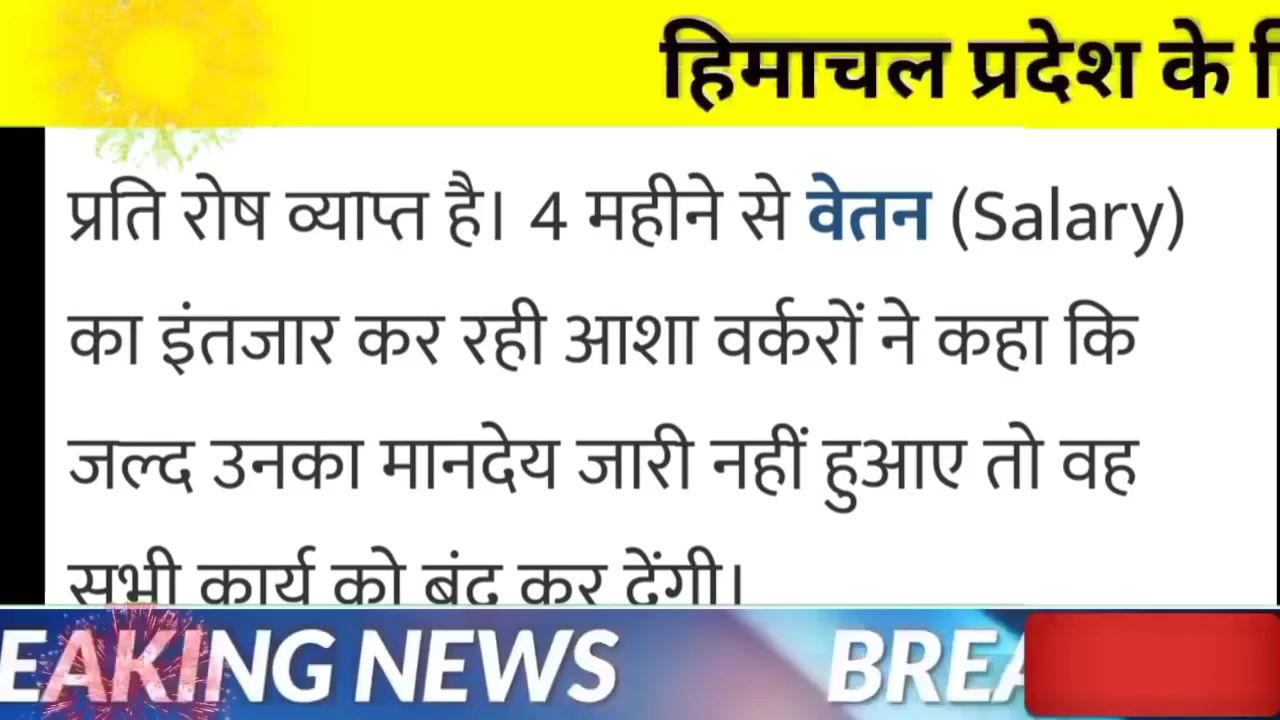 हिमाचल प्रदेश के
प्रति रोष व्याप्त है। 4 महीने से वेतन (Salary)
का इंतजार कर रही आशा वर्करों ने कहा कि
जल्द उनका मानदेय जारी नहीं हुआए तो वह
सभी कार्य को बंद कर देंगी।
EAKING NEWS BREA